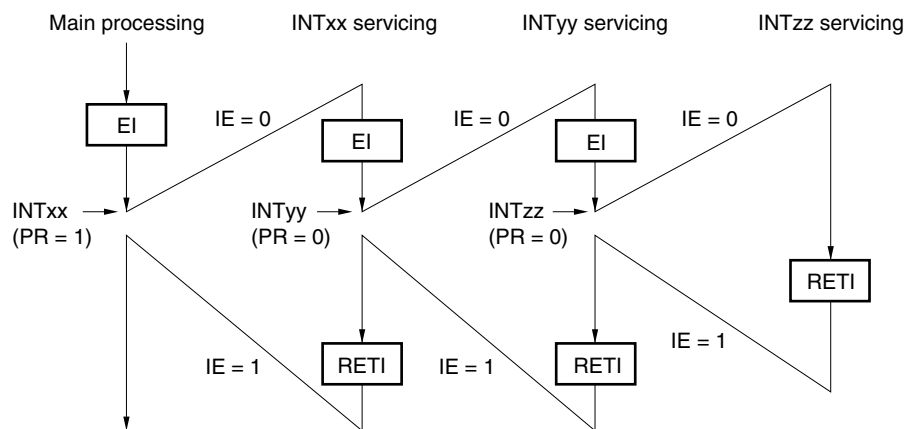 Main processing
INTxx servicing
INTyy servicing
INTzz servicing
EI
IE = 0
EI
IE = 0
EI
IE = 0
INTxx
(PR = 1)
INTyy
(PR = 0)
INTzz
(PR = 0)
RETI
IE = 1
RETI
IE = 1
RETI
IE = 1